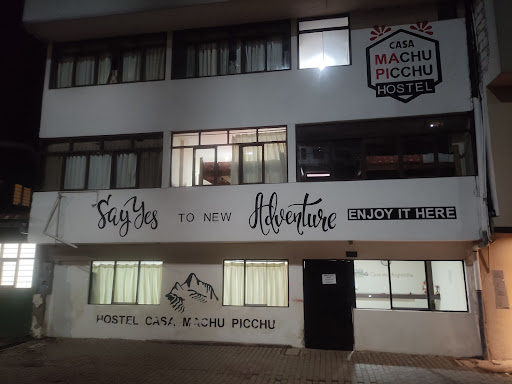 CASA
MACHU
PICCHU
HOSTEL
Say Yes TO NEW Adventure ENJOY IT HERE
HOSTEL CASA MACHU PICCHU